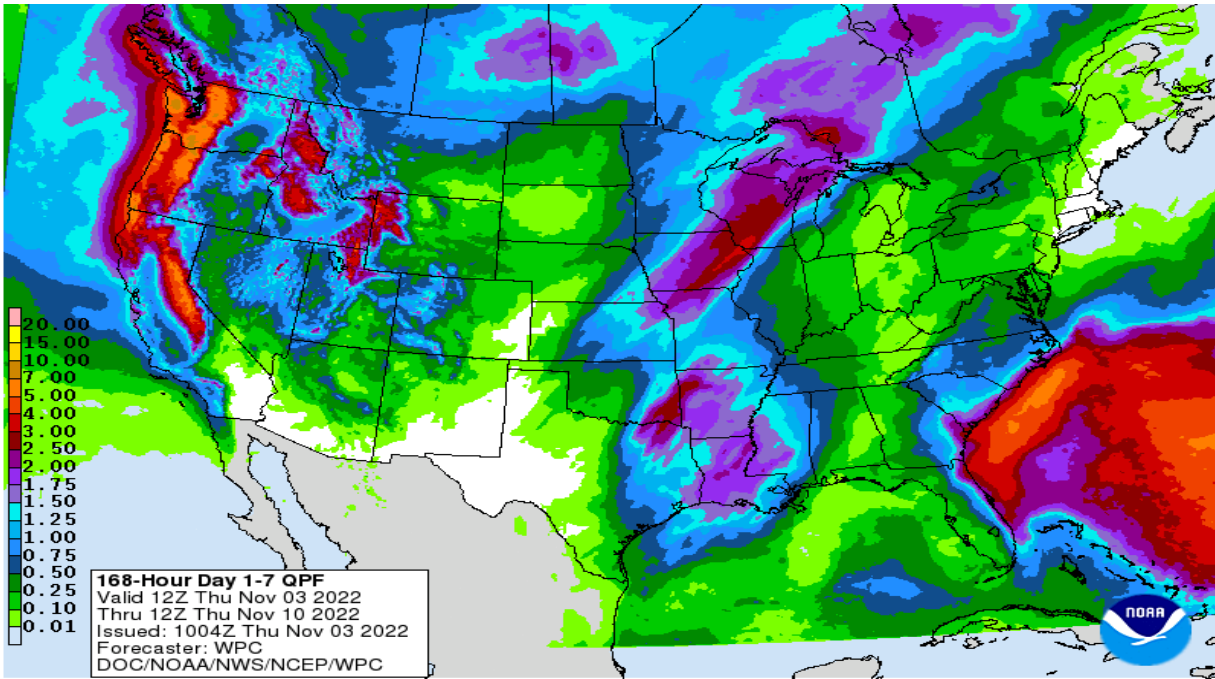 20.00
15.00
10.00
7.00
5.00
4.00
3.00
2.50
2.00
1.75
1.50
1.25
1.00
0.75
0.50
0.25
0.10
0.01
168-Hour Day 1-7 QPF
Valid 12Z Thu Nov 03 2022
Thru 12Z Thu Nov 10 2022
Issued: 1004Z Thu Nov 03 2022
Forecaster: WPC
DOC/NOAA/NWS/NCEP/WPC
NOAA